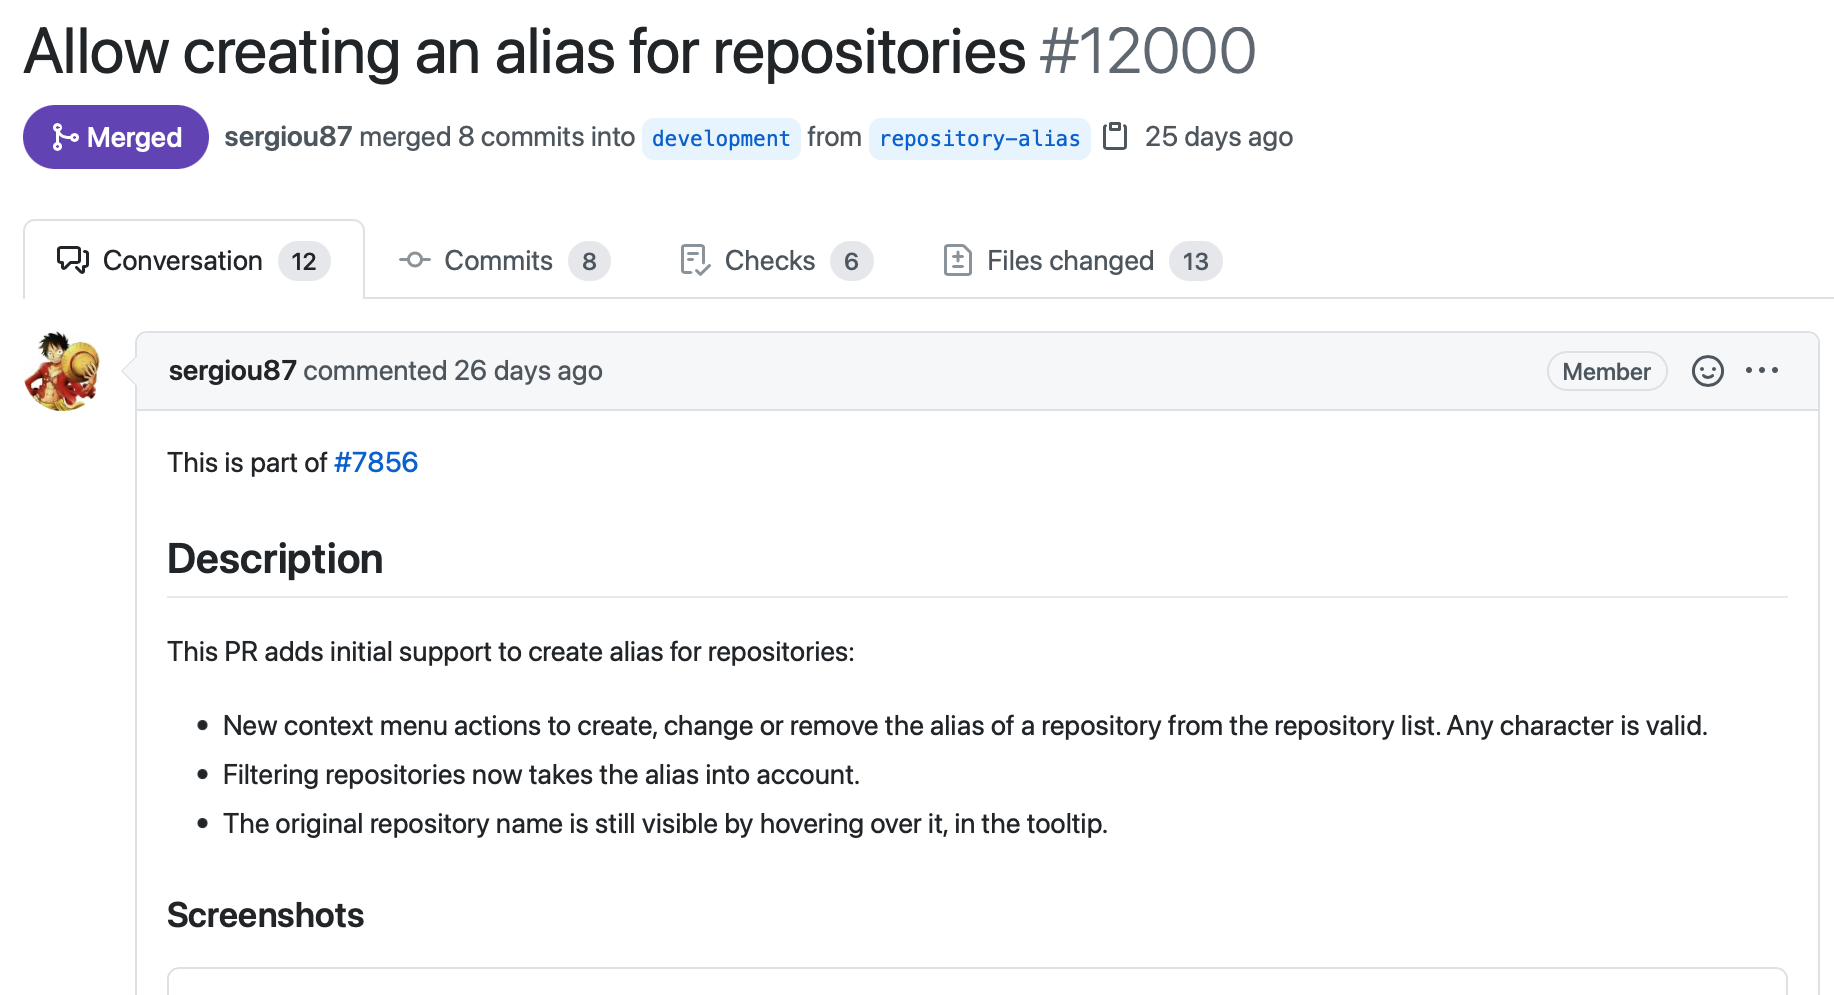 Allow creating an alias for repositories #12000
Merged sergiou87 merged 8 commits into development from repository-alias 25 days ago
Conversation 12 Commits 8 Checks 6 Files changed 13
sergiou87 commented 26 days ago Member
This is part of #7856
Description
This PR adds initial support to create alias for repositories:
• New context menu actions to create, change or remove the alias of a repository from the repository list. Any character is valid.
• Filtering repositories now takes the alias into account.
• The original repository name is still visible by hovering over it, in the tooltip.
Screenshots